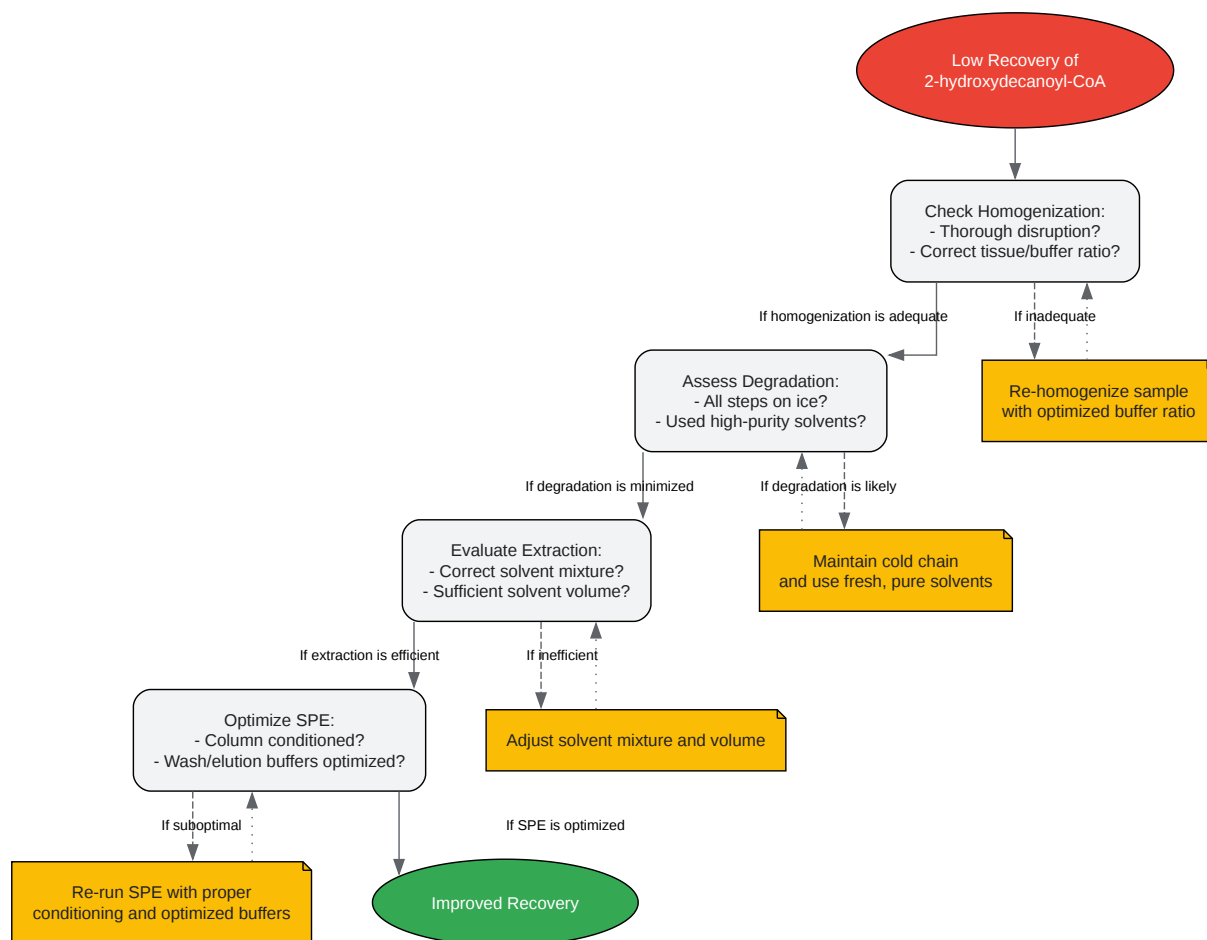 Low Recovery of
2-hydroxydecanoyl-CoA
Check Homogenization:
- Thorough disruption?
- Correct tissue/buffer ratio?
If homogenization is adequate
If inadequate
Assess Degradation:
- All steps on ice?
- Used high-purity solvents?
Re-homogenize sample
with optimized buffer ratio
If degradation is minimized
If degradation is likely
Evaluate Extraction:
- Correct solvent mixture?
- Sufficient solvent volume?
Maintain cold chain
and use fresh, pure solvents
If extraction is efficient
If inefficient
Optimize SPE:
- Column conditioned?
- Wash/elution buffers optimized?
Adjust solvent mixture and volume
If suboptimal
If SPE is optimized
Re-run SPE with proper
conditioning and optimized buffers
Improved Recovery